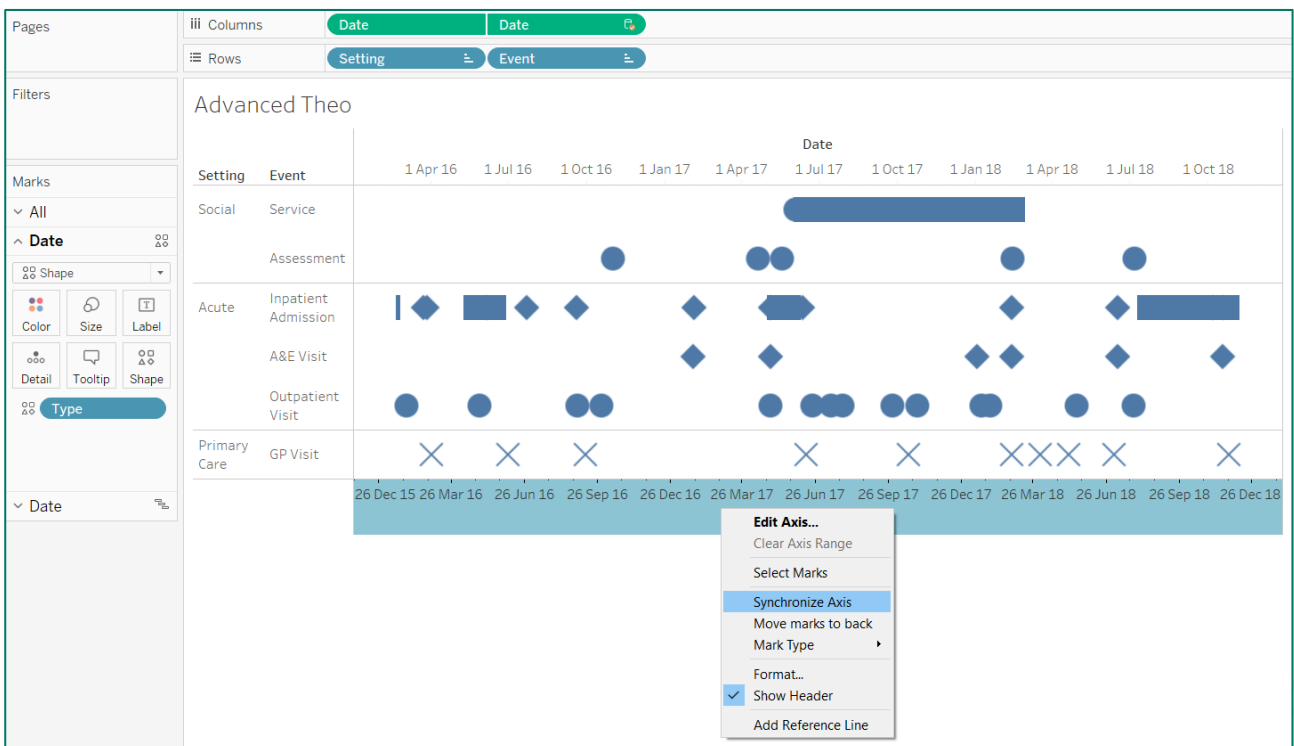 Pages
Columns
Date Date
Rows
Setting Event
Filters
Marks
All
Date
Shape
Color Size Label
Detail Tooltip Shape
Type
Date
Advanced Theo
Date
Setting Event 1 Apr 16 1 Jul 16 1 Oct 16 1 Jan 17 1 Apr 17 1 Jul 17 1 Oct 17 1 Jan 18 1 Apr 18 1 Jul 18 1 Oct 18
Social Service
Assessment
Acute Inpatient
Admission
A&E Visit
Outpatient
Visit
Primary
Care GP Visit
26 Dec 15 26 Mar 16 26 Jun 16 26 Sep 16 26 Dec 16 26 Mar 17 26 Jun 17 26 Sep 17 26 Dec 17 26 Mar 18 26 Jun 18 26 Sep 18 26 Dec 18
Edit Axis...
Clear Axis Range
Select Marks
Synchronize Axis
Move marks to back
Mark Type
Format...
Show Header
Add Reference Line